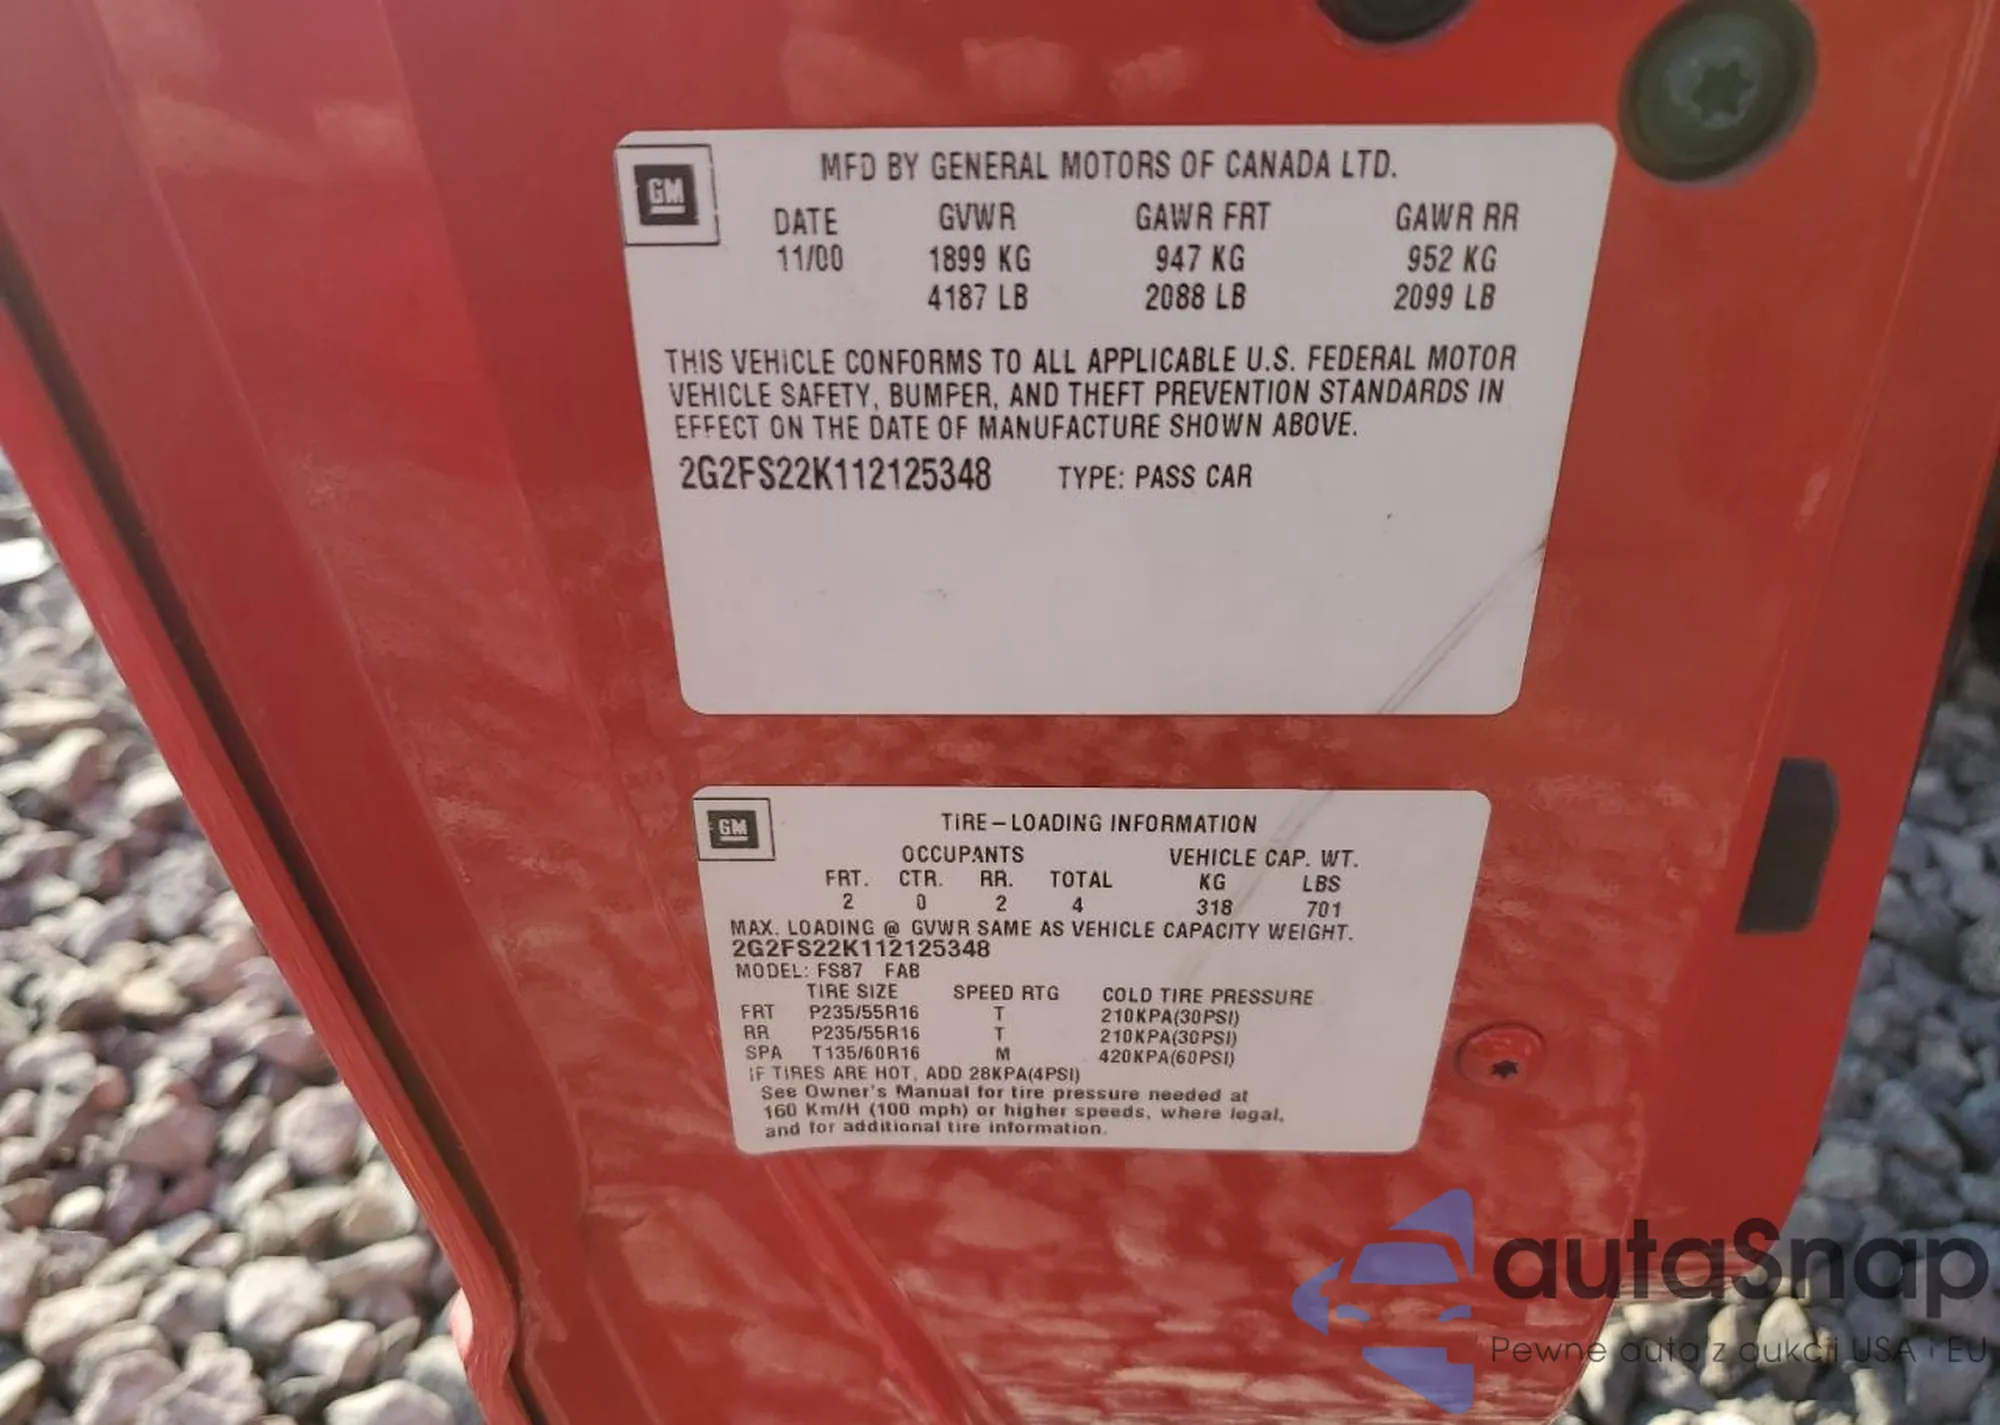 GM
MFD BY GENERAL MOTORS OF CANADA LTD.
DATE GVWR GAWR FRT GAWR RR
11/00 1899 KG 947 KG 952 KG
4187 LB 2088 LB 2099 LB
THIS VEHICLE CONFORMS TO ALL APPLICABLE U.S. FEDERAL MOTOR
VEHICLE SAFETY, BUMPER, AND THEFT PREVENTION STANDARDS IN
EFFECT ON THE DATE OF MANUFACTURE SHOWN ABOVE.
2G2FS22K112125348 TYPE: PASS CAR
GM
TIRE-LOADING INFORMATION
OCCUPANTS VEHICLE CAP. WT.
FRT. CTR. RR. TOTAL KG LBS
2 0 2 4 318 701
MAX. LOADING @ GVWR SAME AS VEHICLE CAPACITY WEIGHT.
2G2FS22K112125348
MODEL: FS87 FAB
TIRE SIZE SPEED RTG COLD TIRE PRESSURE
FRT P235/55R16 T 210KPA(30PSI)
RR P235/55R16 T 210KPA(30PSI)
SPA T135/60R16 M 420KPA(60PSI)
IF TIRES ARE HOT, ADD 28KPA(4PSI)
See Owner's Manual for tire pressure needed at
160 Km/H (100 mph) or higher speeds, where legal,
and for additional tire information.
autaSnap
Pewne auta z aukcji USA i EU